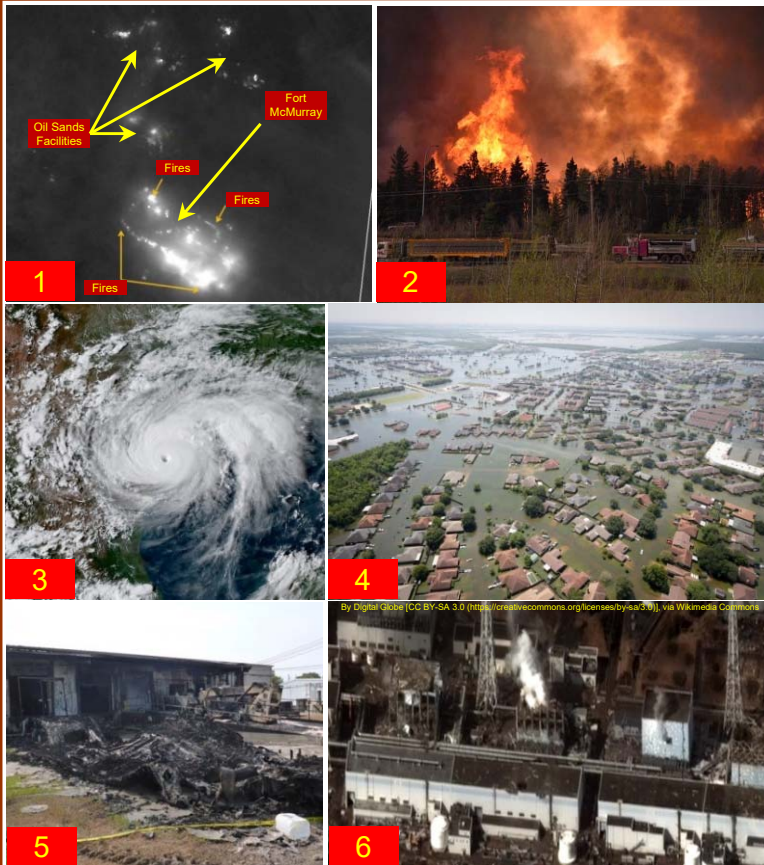 Oil Sands
Facilities
Fort
McMurray
Fires
Fires
Fires
1
2
3
4
By Digital Globe [CC BY-SA 3.0 (https://creativecommons.org/licenses/by-sa/3.0)], via Wikimedia Commons
5
6